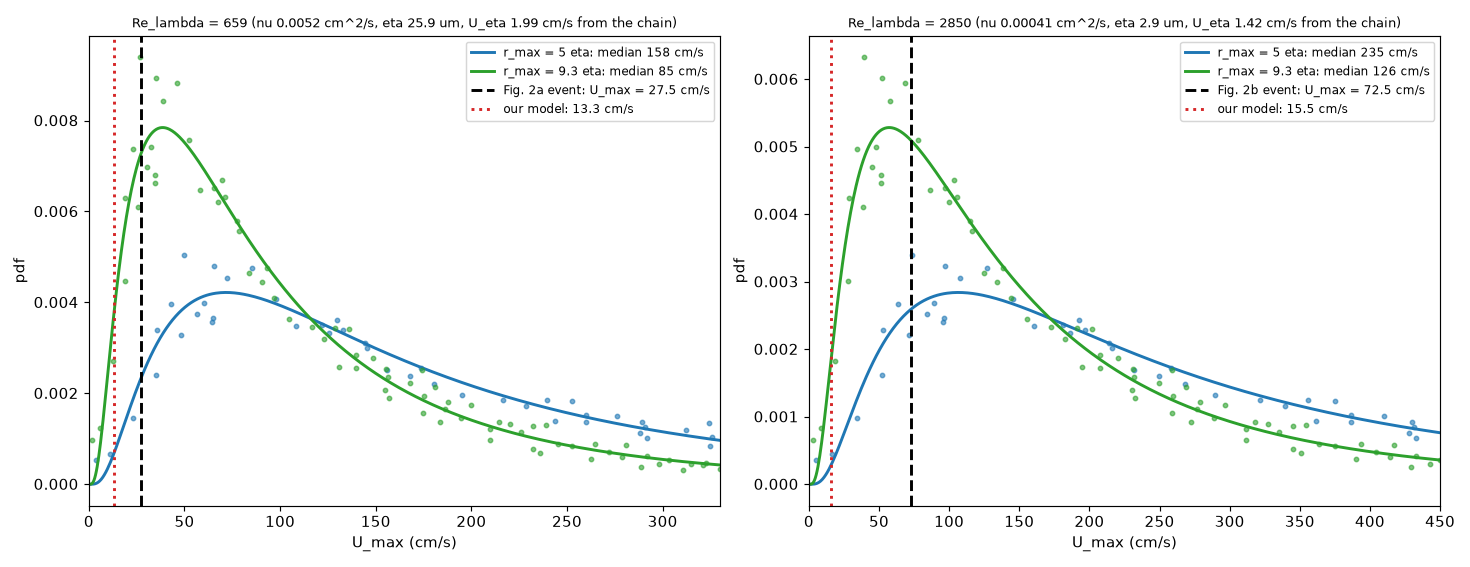 Re_lambda = 659 (nu 0.0052 cm^2/s, eta 25.9 um, U_eta 1.99 cm/s from the chain)
r_max = 5 eta: median 158 cm/s
r_max = 9.3 eta: median 85 cm/s
Fig. 2a event: U_max = 27.5 cm/s
our model: 13.3 cm/s
pdf
0.008
0.006
0.004
0.002
0.000
0 50 100 150 200 250 300
U_max (cm/s)
Re_lambda = 2850 (nu 0.00041 cm^2/s, eta 2.9 um, U_eta 1.42 cm/s from the chain)
r_max = 5 eta: median 235 cm/s
r_max = 9.3 eta: median 126 cm/s
Fig. 2b event: U_max = 72.5 cm/s
our model: 15.5 cm/s
pdf
0.006
0.005
0.004
0.003
0.002
0.001
0.000
0 50 100 150 200 250 300 350 400 450
U_max (cm/s)